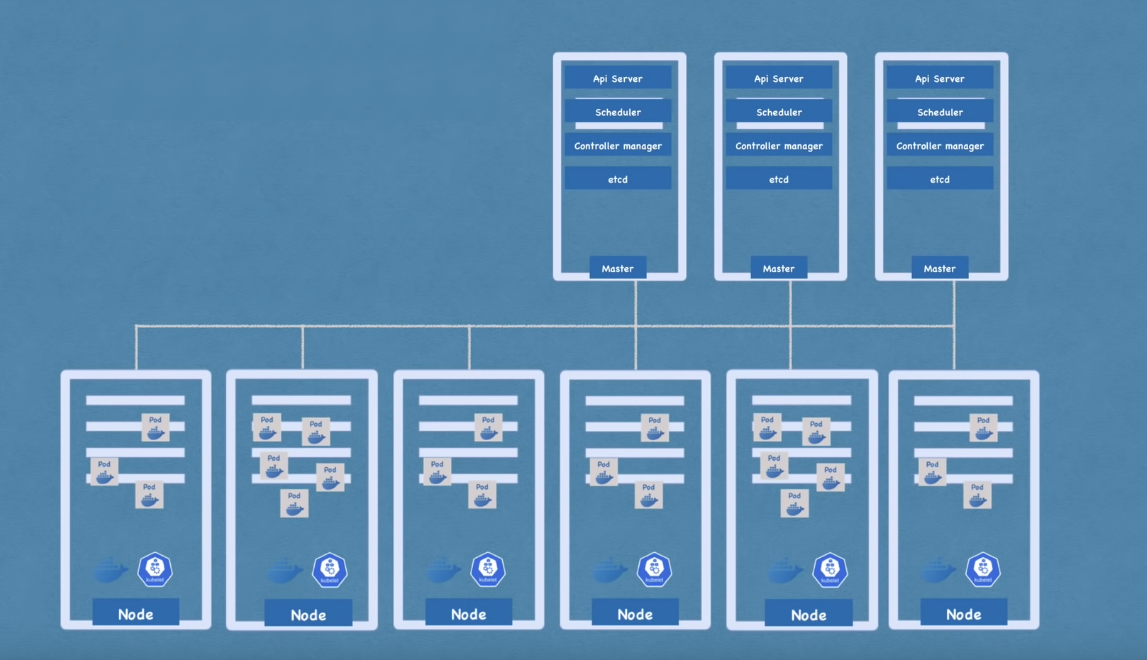 Api Server
Scheduler
Controller manager
etcd
Master
Api Server
Scheduler
Controller manager
etcd
Master
Api Server
Scheduler
Controller manager
etcd
Master
Pod
Pod
Pod
kubelet
Node
Pod
Pod
Pod
Pod
Pod
kubelet
Node
Pod
Pod
Pod
kubelet
Node
Pod
Pod
Pod
kubelet
Node
Pod
Pod
Pod
Pod
Pod
kubelet
Node
Pod
Pod
Pod
kubelet
Node